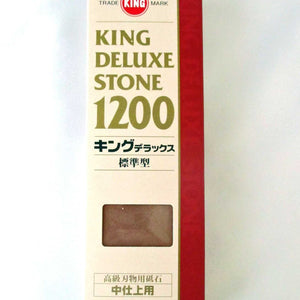 TRADE KING MARK
KING
DELUXE
STONE
1200
キングデラックス
標準型
高級刃物用砥石
中仕上用